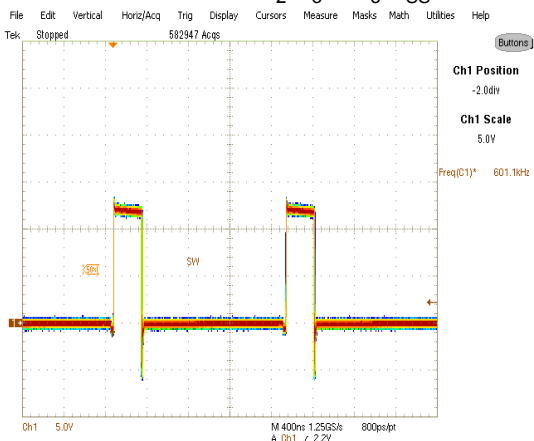 File Edit Vertical Horiz/Acq Trig Display Cursors Measure Masks Math Utilities Help
Tek Stopped 582947 Acqs
Buttons
Ch1 Position
-2.0div
Ch1 Scale
5.0V
Freq(C1)* 601.1kHz
50%
SW
1
Ch1 5.0V M 400ns 1.25GS/s 800ps/pt
A Ch1 / 2.2V